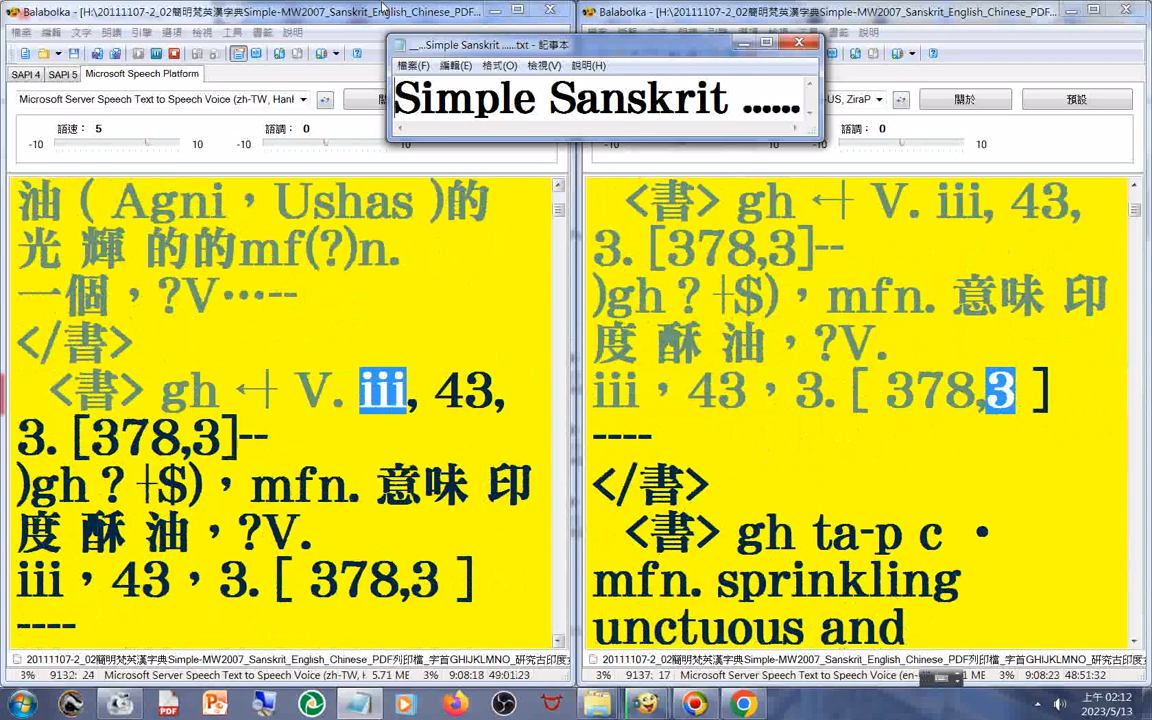 Balabolka - [H:\20111107-2_02簡明梵英漢字典Simple-MW2007_Sanskrit_English_Chinese_PDF...
檔案 編輯 文字 朗讀 引擎 選項 檢視 工具 書籤 說明
SAPI 4 SAPI 5 Microsoft Speech Platform
Microsoft Server Speech Text to Speech Voice (zh-TW, Hanl
語速: 5 語調: 0
-10 10 -10 10
油 ( Agni，Ushas )的
光 輝 的的mf(?)n.
一個，?V…--
</書>
<書> gh ←┼ V. iii, 43,
3. [378,3]--
)gh？┼$)，mfn. 意味 印
度 酥 油，?V.
iii，43，3. [ 378,3 ]
----
20111107-2_02簡明梵英漢字典Simple-MW2007_Sanskrit_English_Chinese_PDF列印檔_字首GHIJKLMNO_研究古印度
3% 9132: 24 Microsoft Server Speech Text to Speech Voice (zh-TW, H 5.71 ME 3% 9:08:18 49:01:23
__...Simple Sanskrit ......txt - 記事本
檔案(F) 編輯(E) 格式(O) 檢視(V) 說明(H)
Simple Sanskrit ......
Balabolka - [H:\20111107-2_02簡明梵英漢字典Simple-MW2007_Sanskrit_English_Chinese_PDF...
-US, ZiraP 關於 預設
語調: 0
10
<書> gh ←┼ V. iii, 43,
3. [378,3]--
)gh？┼$)，mfn. 意味 印
度 酥 油，?V.
iii，43，3. [ 378,3 ]
----
</書>
<書> gh ta-p c •
mfn. sprinkling
unctuous and
20111107-2_02簡明梵英漢字典Simple-MW2007_Sanskrit_English_Chinese_PDF列印檔_字首GHIJKLMNO_研究古印度
3% 9137: 17 Microsoft Server Speech Text to Speech Voice (en 3% 9:08:23 48:51:32
上午 02:12
2023/5/13